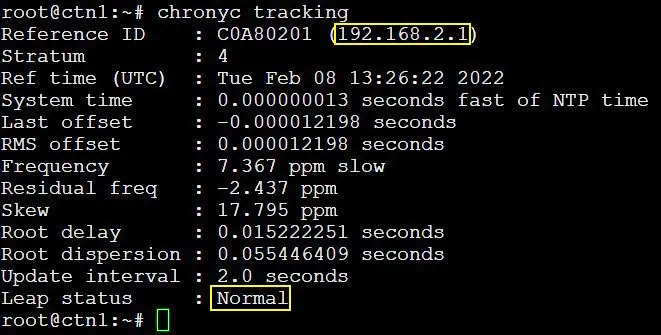 root@ctn1:~# chronyc tracking
Reference ID    : C0A80201 (192.168.2.1)
Stratum         : 4
Ref time (UTC)  : Tue Feb 08 13:26:22 2022
System time     : 0.000000013 seconds fast of NTP time
Last offset     : -0.000012198 seconds
RMS offset      : 0.000012198 seconds
Frequency       : 7.367 ppm slow
Residual freq   : -2.437 ppm
Skew            : 17.795 ppm
Root delay      : 0.015222251 seconds
Root dispersion : 0.055446409 seconds
Update interval : 2.0 seconds
Leap status     : Normal
root@ctn1:~#